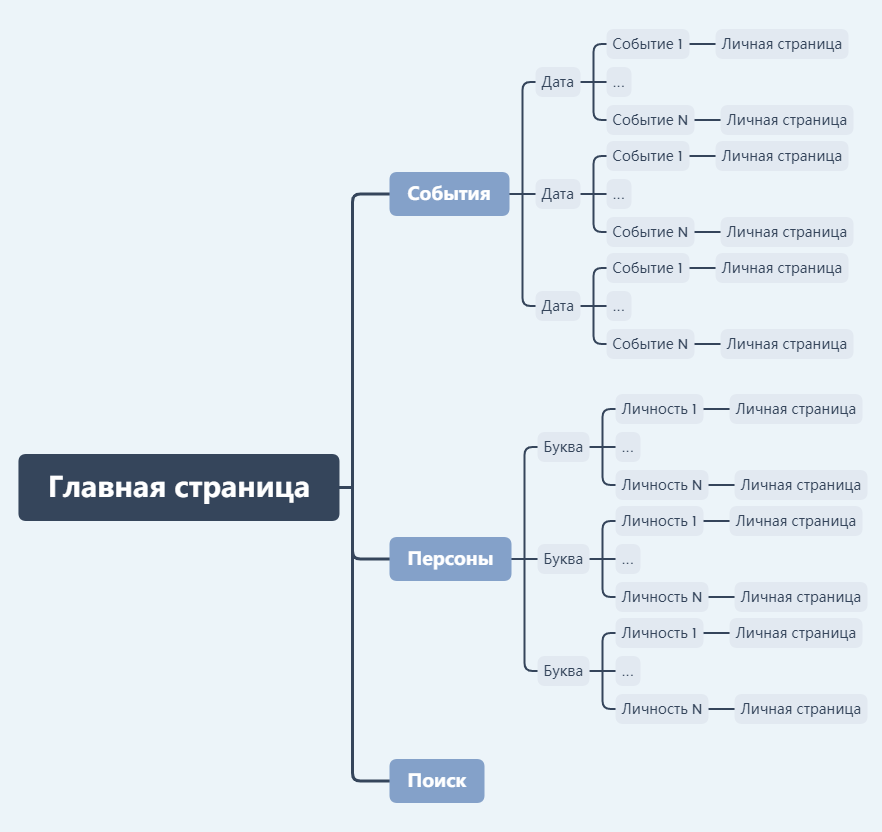 Главная страница
События
Дата
Событие 1
Личная страница
...
Событие N
Личная страница
Дата
Событие 1
Личная страница
...
Событие N
Личная страница
Дата
Событие 1
Личная страница
...
Событие N
Личная страница
Персоны
Буква
Личность 1
Личная страница
...
Личность N
Личная страница
Буква
Личность 1
Личная страница
...
Личность N
Личная страница
Буква
Личность 1
Личная страница
...
Личность N
Личная страница
Поиск